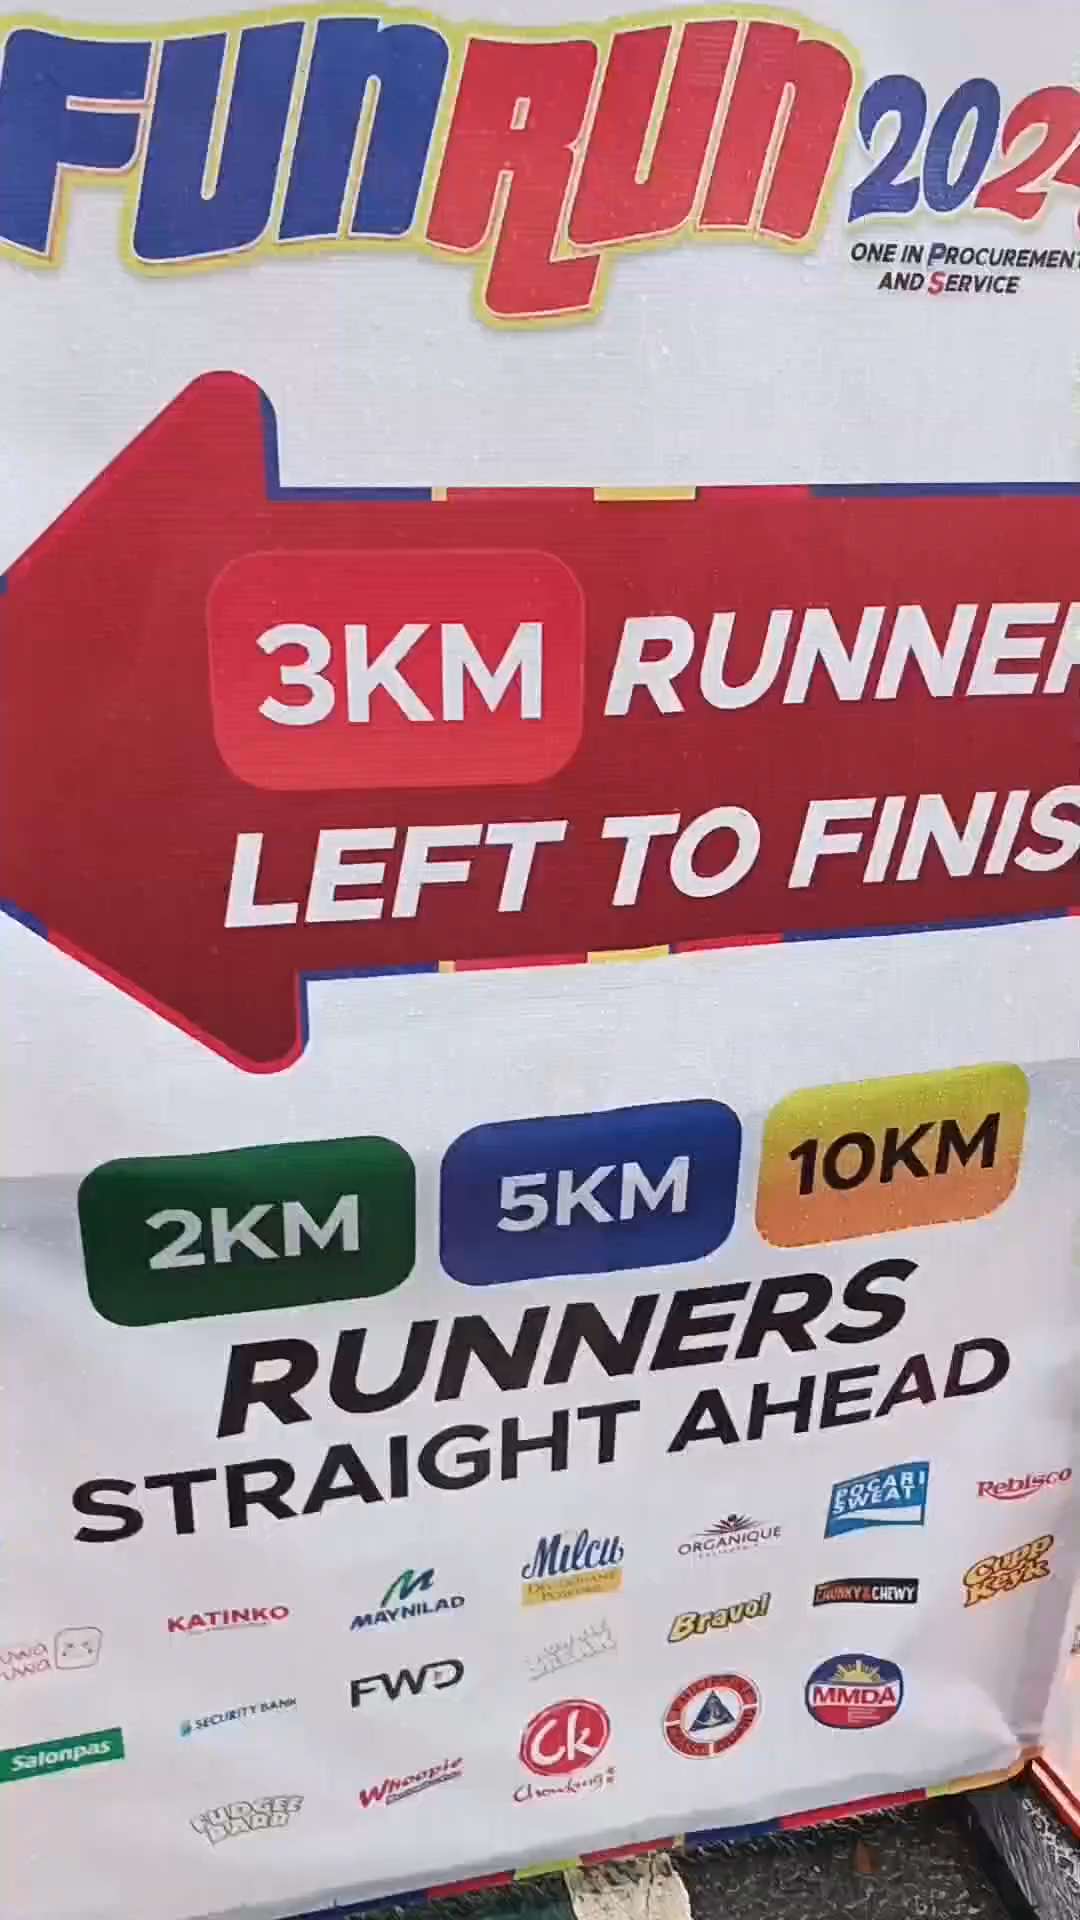 FUNRUN 202
ONE IN PROCUREMENT
AND SERVICE
3KM RUNNER
LEFT TO FINIS
2KM 5KM 10KM
RUNNERS
STRAIGHT AHEAD
KATINKO MAYNILAD Milcu ORGANIQUE POCARI SWEAT Rebisco
SECURITY BANK FWD Bravo! CHUNKY & CHEWY Cupp Keyk
Salonpas Whoopie Ck Chowking MMDA
FUDGEE BARR